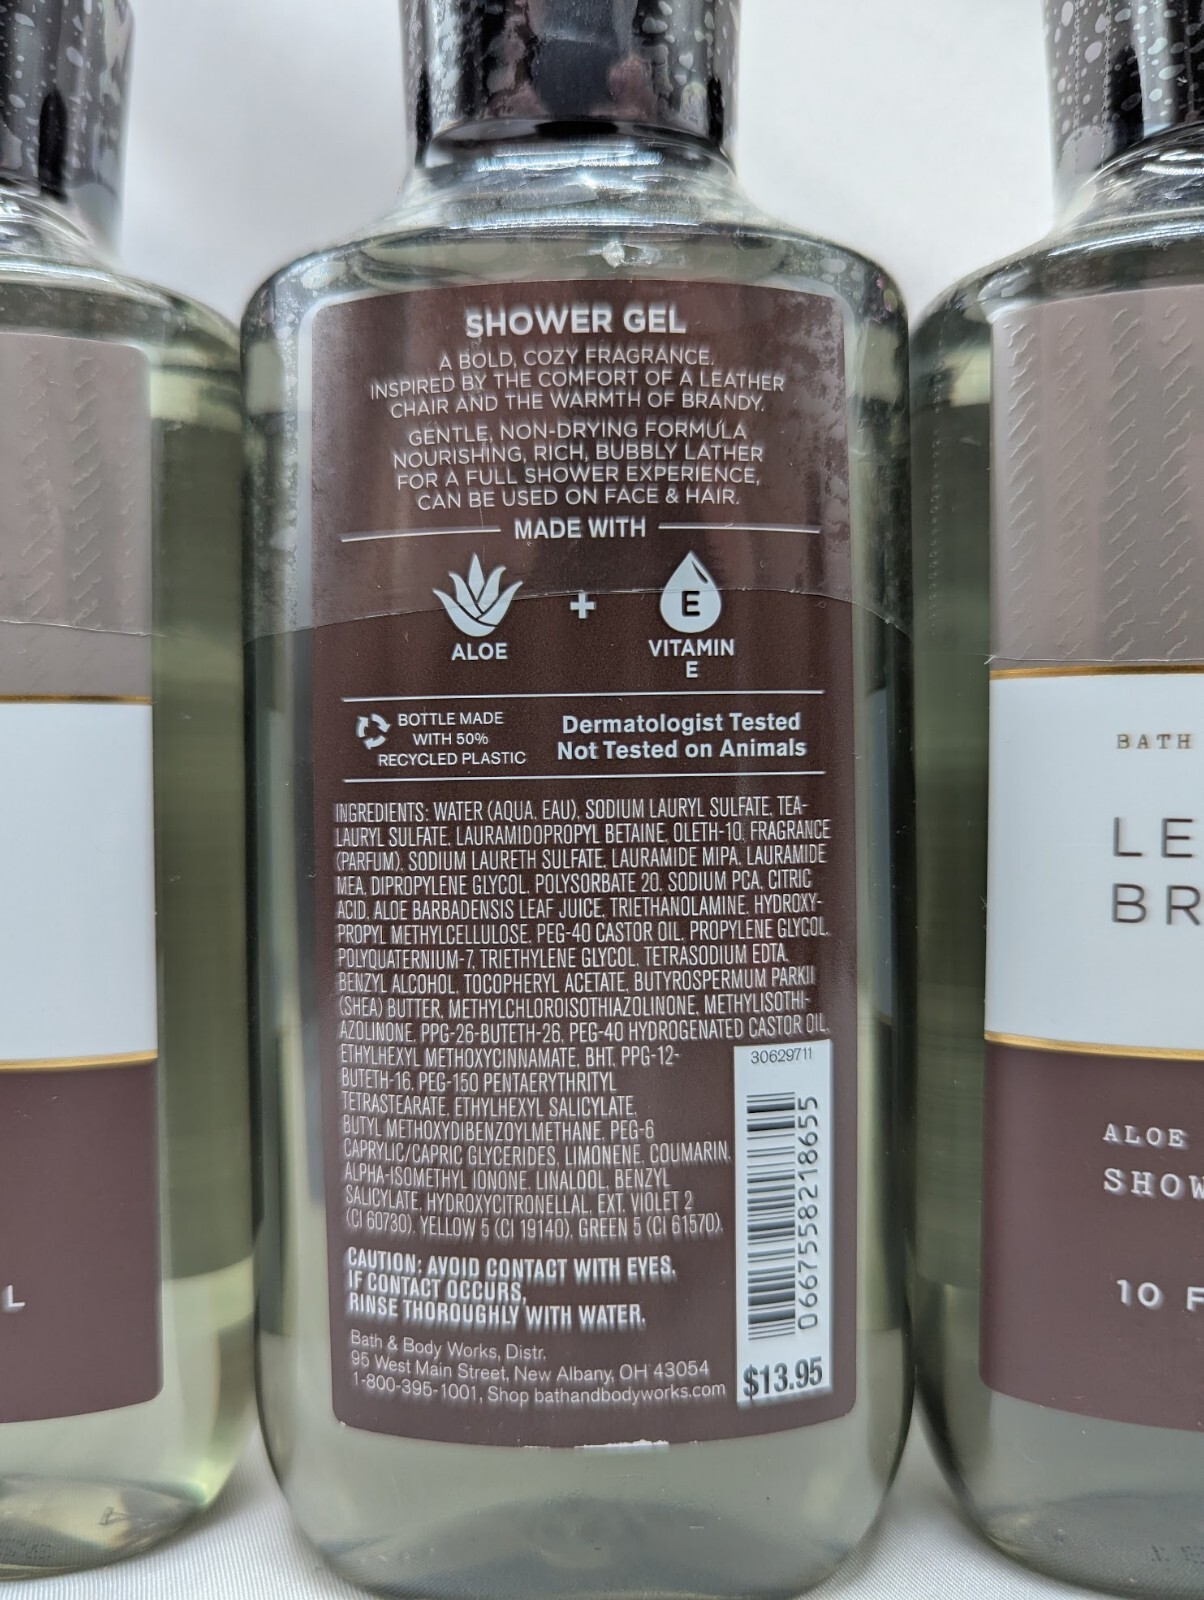 SHOWER GEL
A BOLD, COZY FRAGRANCE.
INSPIRED BY THE COMFORT OF A LEATHER
CHAIR AND THE WARMTH OF BRANDY.
GENTLE, NON-DRYING FORMULA
NOURISHING, RICH, BUBBLY LATHER
FOR A FULL SHOWER EXPERIENCE,
CAN BE USED ON FACE & HAIR.
MADE WITH
ALOE
+
E
VITAMIN
E
BOTTLE MADE
WITH 50%
RECYCLED PLASTIC
Dermatologist Tested
Not Tested on Animals
INGREDIENTS: WATER (AQUA, EAU), SODIUM LAURYL SULFATE, TEA-
LAURYL SULFATE, LAURAMIDOPROPYL BETAINE, OLETH-10, FRAGRANCE
(PARFUM), SODIUM LAURETH SULFATE, LAURAMIDE MIPA, LAURAMIDE
MEA, DIPROPYLENE GLYCOL, POLYSORBATE 20, SODIUM PCA, CITRIC
ACID, ALOE BARBADENSIS LEAF JUICE, TRIETHANOLAMINE, HYDROXY-
PROPYL METHYLCELLULOSE, PEG-40 CASTOR OIL, PROPYLENE GLYCOL,
POLYQUATERNIUM-7, TRIETHYLENE GLYCOL, TETRASODIUM EDTA,
BENZYL ALCOHOL, TOCOPHERYL ACETATE, BUTYROSPERMUM PARKII
(SHEA) BUTTER, METHYLCHLOROISOTHIAZOLINONE, METHYLISOTHI-
AZOLINONE, PPG-26-BUTETH-26, PEG-40 HYDROGENATED CASTOR OIL,
ETHYLHEXYL METHOXYCINNAMATE, BHT, PPG-12-
BUTETH-16, PEG-150 PENTAERYTHRITYL
TETRASTEARATE, ETHYLHEXYL SALICYLATE,
BUTYL METHOXYDIBENZOYLMETHANE, PEG-6
CAPRYLIC/CAPRIC GLYCERIDES, LIMONENE, COUMARIN,
ALPHA-ISOMETHYL IONONE, LINALOOL, BENZYL
SALICYLATE, HYDROXYCITRONELLAL, EXT. VIOLET 2
(CI 60730), YELLOW 5 (CI 19140), GREEN 5 (CI 61570).
CAUTION: AVOID CONTACT WITH EYES.
IF CONTACT OCCURS,
RINSE THOROUGHLY WITH WATER.
Bath & Body Works, Distr.
95 West Main Street, New Albany, OH 43054
1-800-395-1001, Shop bathandbodyworks.com
30629711
0667558218655
$13.95
L
BATH
LE
BR
ALOE
SHOW
10 F